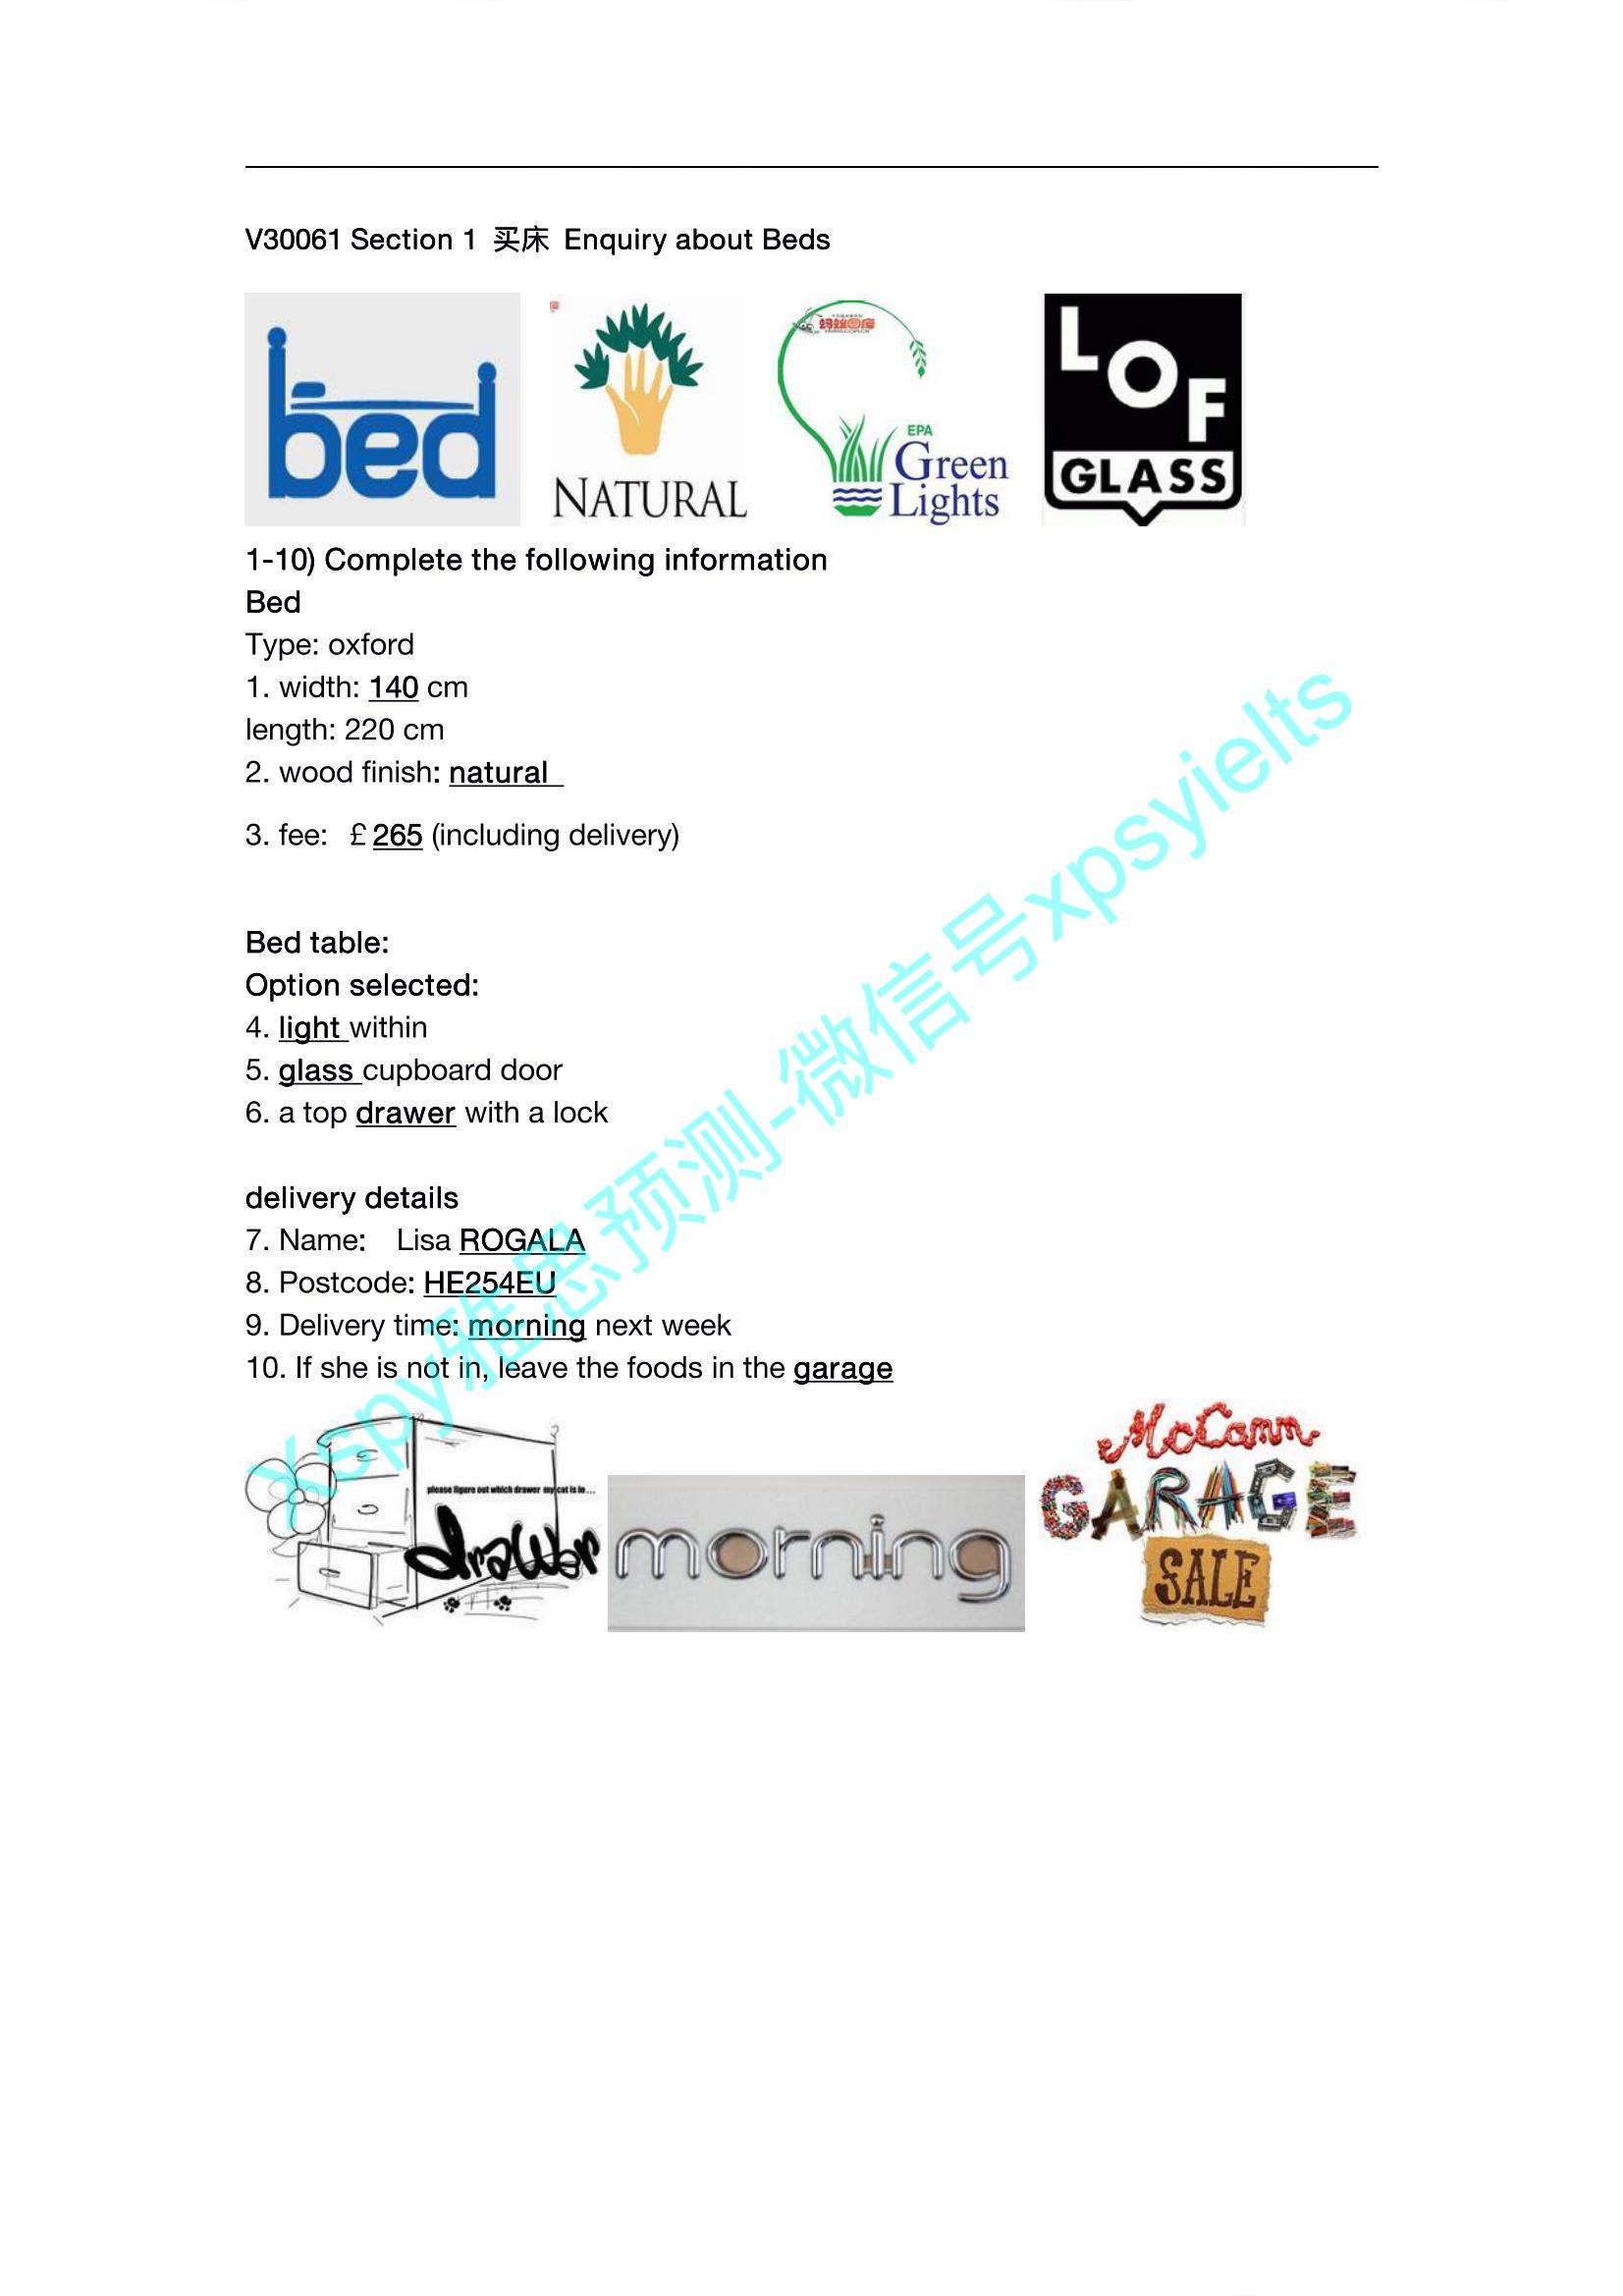 V30061 Section 1 买床 Enquiry about Beds
bed
NATURAL
蚂蚁图库
EPA
Green
Lights
LOF
GLASS
1-10) Complete the following information
Bed
Type: oxford
1. width: 140 cm
length: 220 cm
2. wood finish: natural
3. fee: £265 (including delivery)
Bed table:
Option selected:
4. light within
5. glass cupboard door
6. a top drawer with a lock
delivery details
7. Name: Lisa ROGALA
8. Postcode: HE254EU
9. Delivery time: morning next week
10. If she is not in, leave the foods in the garage
please figure out which drawer my cat is in...
drawer
morning
McCann
GARAGE
SALE
Xspy雅思预测-微信号xpsyielts